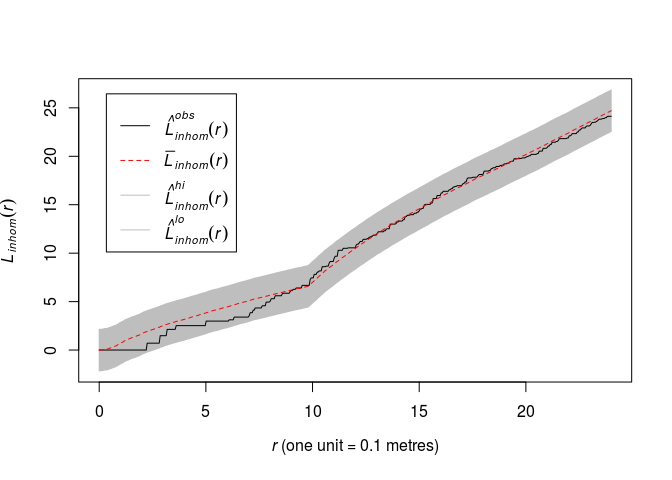 L̂ obs inhom (r)
L̄ inhom (r)
L̂ hi inhom (r)
L̂ lo inhom (r)
L inhom (r)
25
20
15
10
5
0
0 5 10 15 20
r (one unit = 0.1 metres)